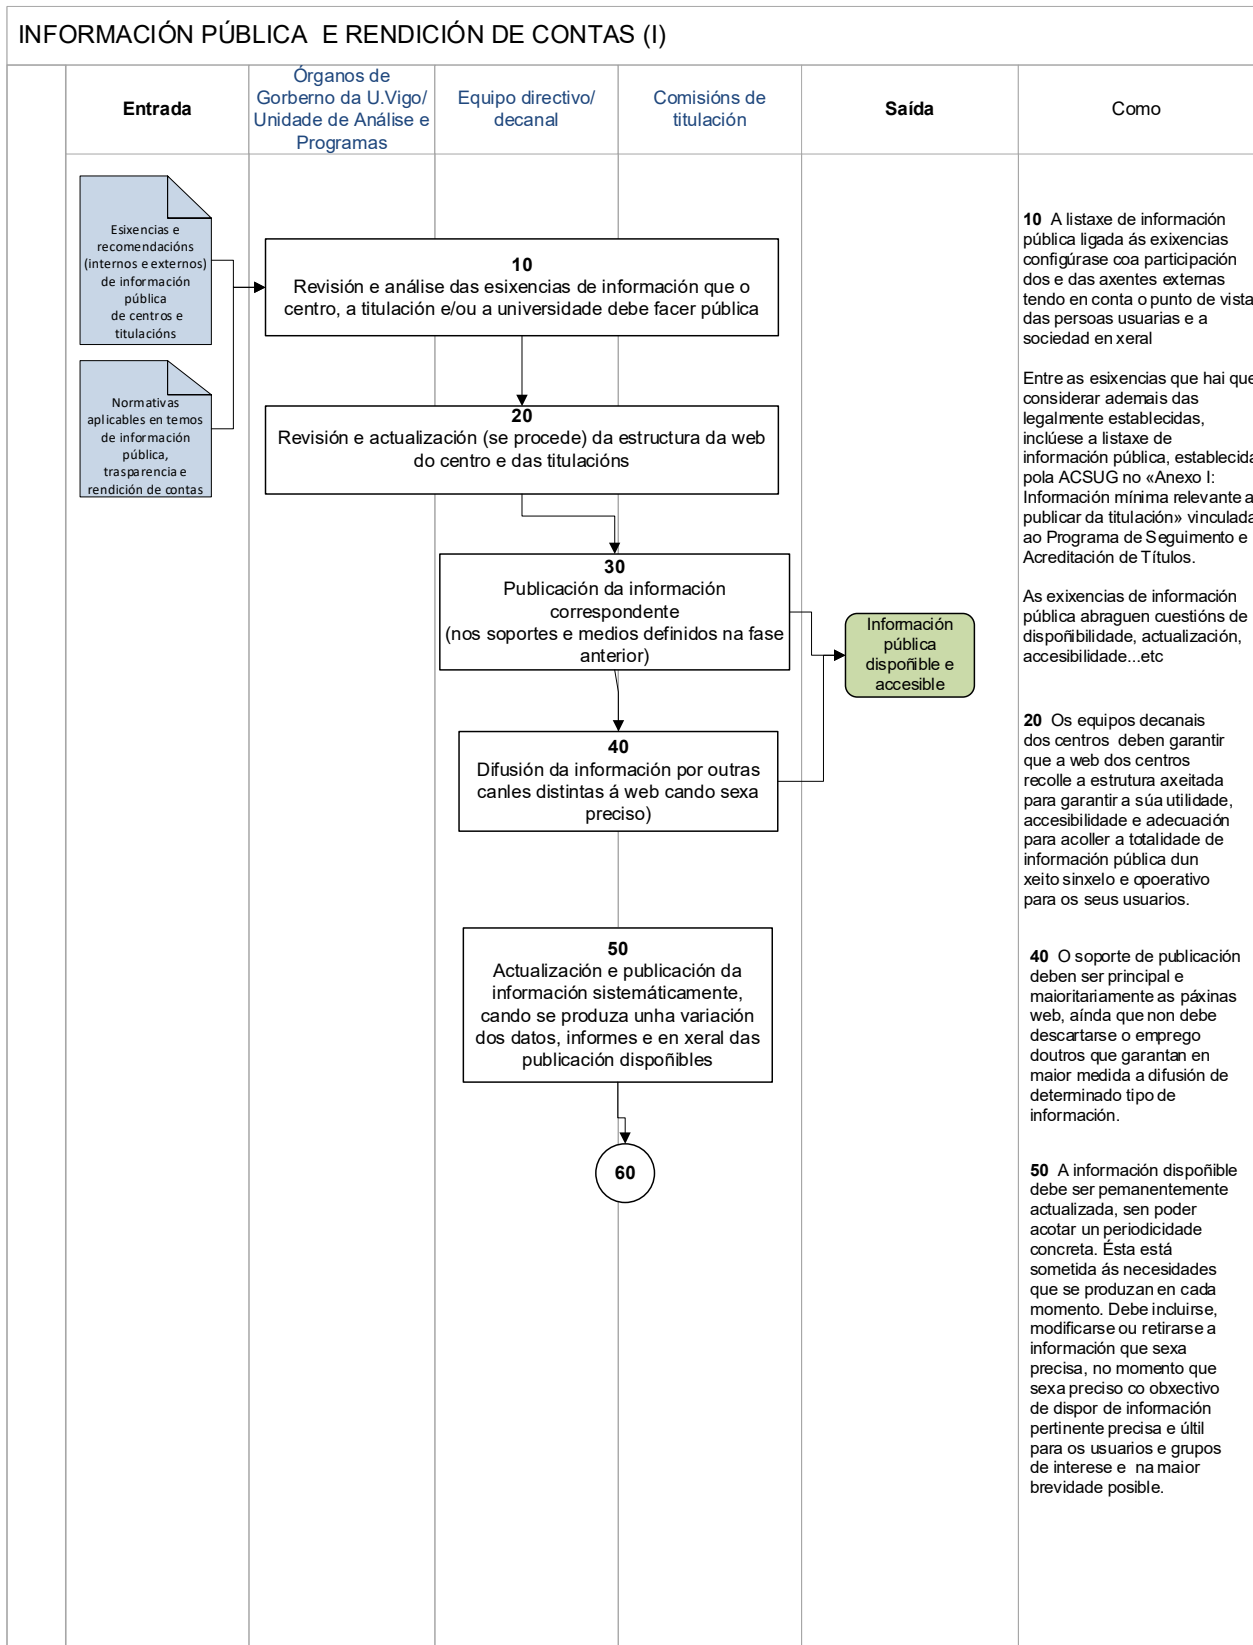 INFORMACIÓN PÚBLICA E RENDICIÓN DE CONTAS (I)
Entrada
Órganos de
Gorberno da U.Vigo/
Unidade de Análise e
Programas
Equipo directivo/
decanal
Comisións de
titulación
Saída
Como
Esixencias e
recomendacións
(internos e externos)
de información
pública
de centros e
titulacións
Normativas
aplicables en temos
de información
pública,
trasparencia e
rendición de contas
10
Revisión e análise das esixencias de información que o
centro, a titulación e/ou a universidade debe facer pública
20
Revisión e actualización (se procede) da estructura da web
do centro e das titulacións
30
Publicación da información
correspondente
(nos soportes e medios definidos na fase
anterior)
40
Difusión da información por outras
canles distintas á web cando sexa
preciso)
50
Actualización e publicación da
información sistemáticamente,
cando se produza unha variación
dos datos, informes e en xeral das
publicación dispoñibles
60
Información
pública
dispoñible e
accesible
10 A listaxe de información
pública ligada ás exixencias
configúrase coa participación
dos e das axentes externas
tendo en conta o punto de vista
das persoas usuarias e a
sociedad en xeral
Entre as esixencias que hai que
considerar ademais das
legalmente establecidas,
inclúese a listaxe de
información pública, establecida
pola ACSUG no «Anexo I:
Información mínima relevante a
publicar da titulación» vinculada
ao Programa de Seguimento e
Acreditación de Títulos.
As exixencias de información
pública abraguen cuestións de
dispoñibilidade, actualización,
accesibilidade...etc
20 Os equipos decanais
dos centros deben garantir
que a web dos centros
recolle a estrutura axeitada
para garantir a súa utilidade,
accesibilidade e adecuación
para acoller a totalidade de
información pública dun
xeito sinxelo e opoerativo
para os seus usuarios.
40 O soporte de publicación
deben ser principal e
maioritariamente as páxinas
web, aínda que non debe
descartarse o emprego
doutros que garantan en
maior medida a difusión de
determinado tipo de
información.
50 A información dispoñible
debe ser pemanentemente
actualizada, sen poder
acotar un periodicidade
concreta. Ésta está
sometida ás necesidades
que se produzan en cada
momento. Debe incluirse,
modificarse ou retirarse a
información que sexa
precisa, no momento que
sexa preciso co obxectivo
de dispor de información
pertinente precisa e últil
para os usuarios e grupos
de interese e na maior
brevidade posible.